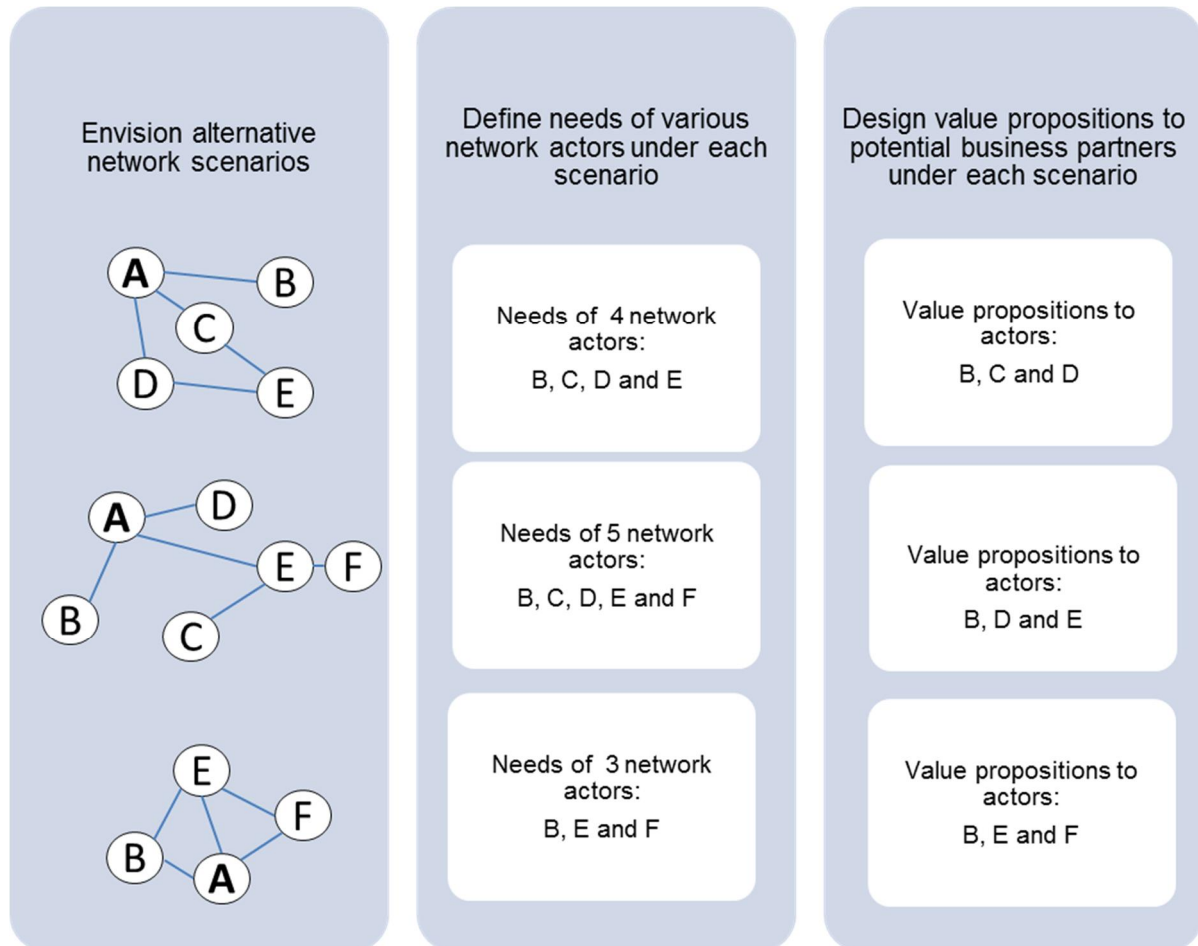 Envision alternative
network scenarios
A
B
C
D
E
A
D
E
F
B
C
E
F
B
A
Define needs of various
network actors under each
scenario
Needs of 4 network
actors:
B, C, D and E
Needs of 5 network
actors:
B, C, D, E and F
Needs of 3 network
actors:
B, E and F
Design value propositions to
potential business partners
under each scenario
Value propositions to
actors:
B, C and D
Value propositions to
actors:
B, D and E
Value propositions to
actors:
B, E and F